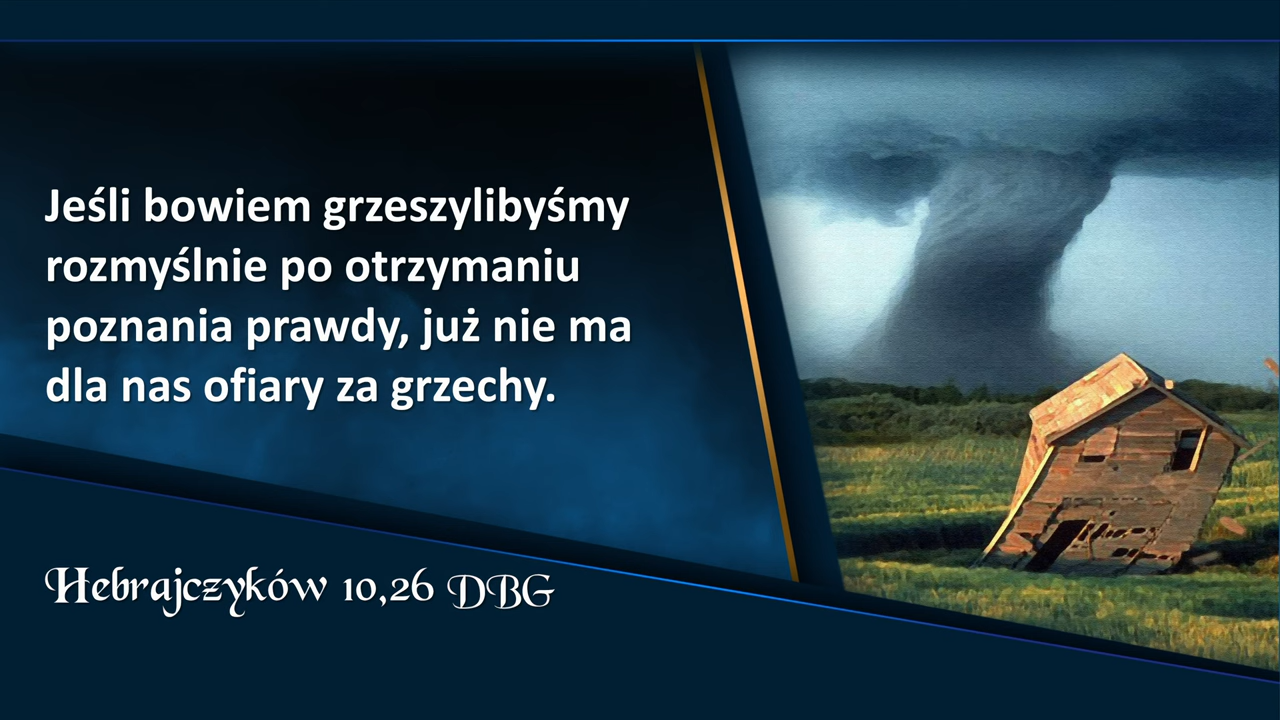 Jeśli bowiem grzeszylibyśmy
rozmyślnie po otrzymaniu
poznania prawdy, już nie ma
dla nas ofiary za grzechy.
Hebrajczyków 10,26 DBG